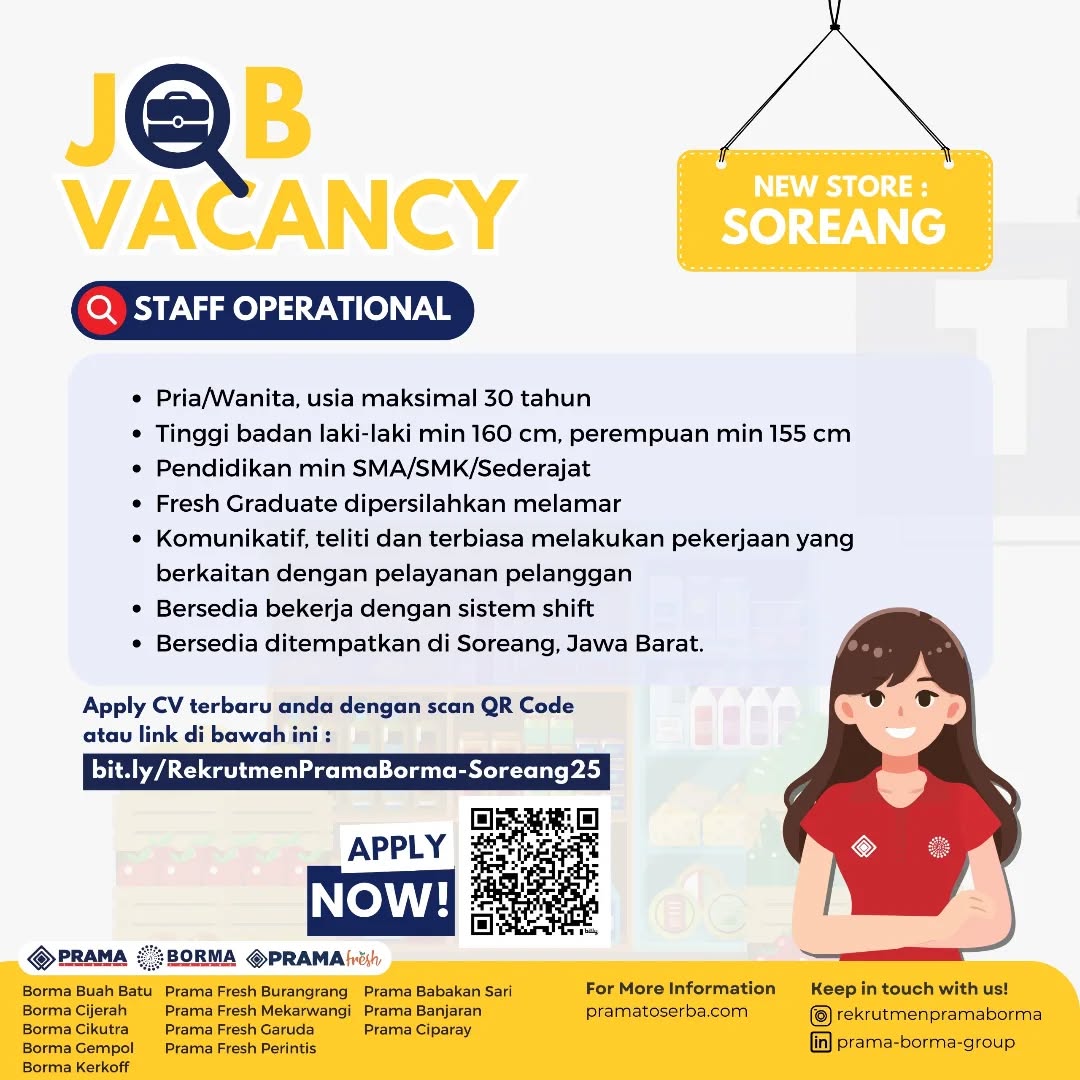 JOB
VACANCY
NEW STORE :
SOREANG
STAFF OPERATIONAL
• Pria/Wanita, usia maksimal 30 tahun
• Tinggi badan laki-laki min 160 cm, perempuan min 155 cm
• Pendidikan min SMA/SMK/Sederajat
• Fresh Graduate dipersilahkan melamar
• Komunikatif, teliti dan terbiasa melakukan pekerjaan yang
berkaitan dengan pelayanan pelanggan
• Bersedia bekerja dengan sistem shift
• Bersedia ditempatkan di Soreang, Jawa Barat.
Apply CV terbaru anda dengan scan QR Code
atau link di bawah ini :
bit.ly/RekrutmenPramaBorma-Soreang25
APPLY
NOW!
bitly
PRAMA BORMA PRAMA fresh
Borma Buah Batu
Borma Cijerah
Borma Cikutra
Borma Gempol
Borma Kerkoff
Prama Fresh Burangrang
Prama Fresh Mekarwangi
Prama Fresh Garuda
Prama Fresh Perintis
Prama Babakan Sari
Prama Banjaran
Prama Ciparay
For More Information
pramatoserba.com
Keep in touch with us!
rekrutmenpramaborma
prama-borma-group